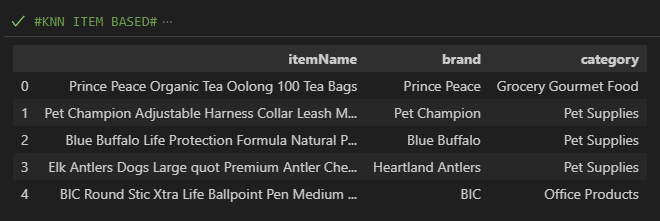 #KNN ITEM BASED# ...
itemName brand category
0 Prince Peace Organic Tea Oolong 100 Tea Bags Prince Peace Grocery Gourmet Food
1 Pet Champion Adjustable Harness Collar Leash M... Pet Champion Pet Supplies
2 Blue Buffalo Life Protection Formula Natural P... Blue Buffalo Pet Supplies
3 Elk Antlers Dogs Large quot Premium Antler Che... Heartland Antlers Pet Supplies
4 BIC Round Stic Xtra Life Ballpoint Pen Medium ... BIC Office Products